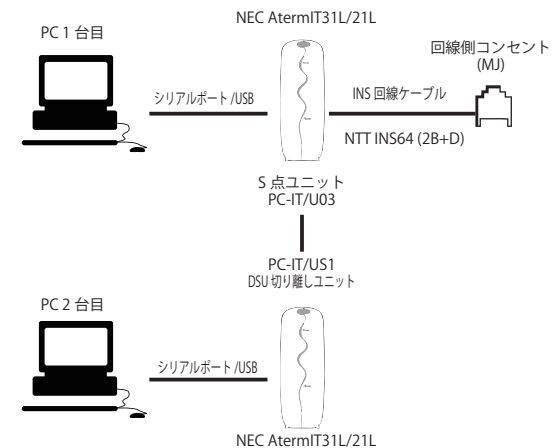 NEC AtermIT31L/21L
PC 1 台目
回線側コンセント
(MJ)
シリアルポート/USB
INS 回線ケーブル
NTT INS64 (2B+D)
S 点ユニット
PC-IT/U03
PC-IT/US1
DSU 切り離しユニット
PC 2 台目
シリアルポート/USB
NEC AtermIT31L/21L